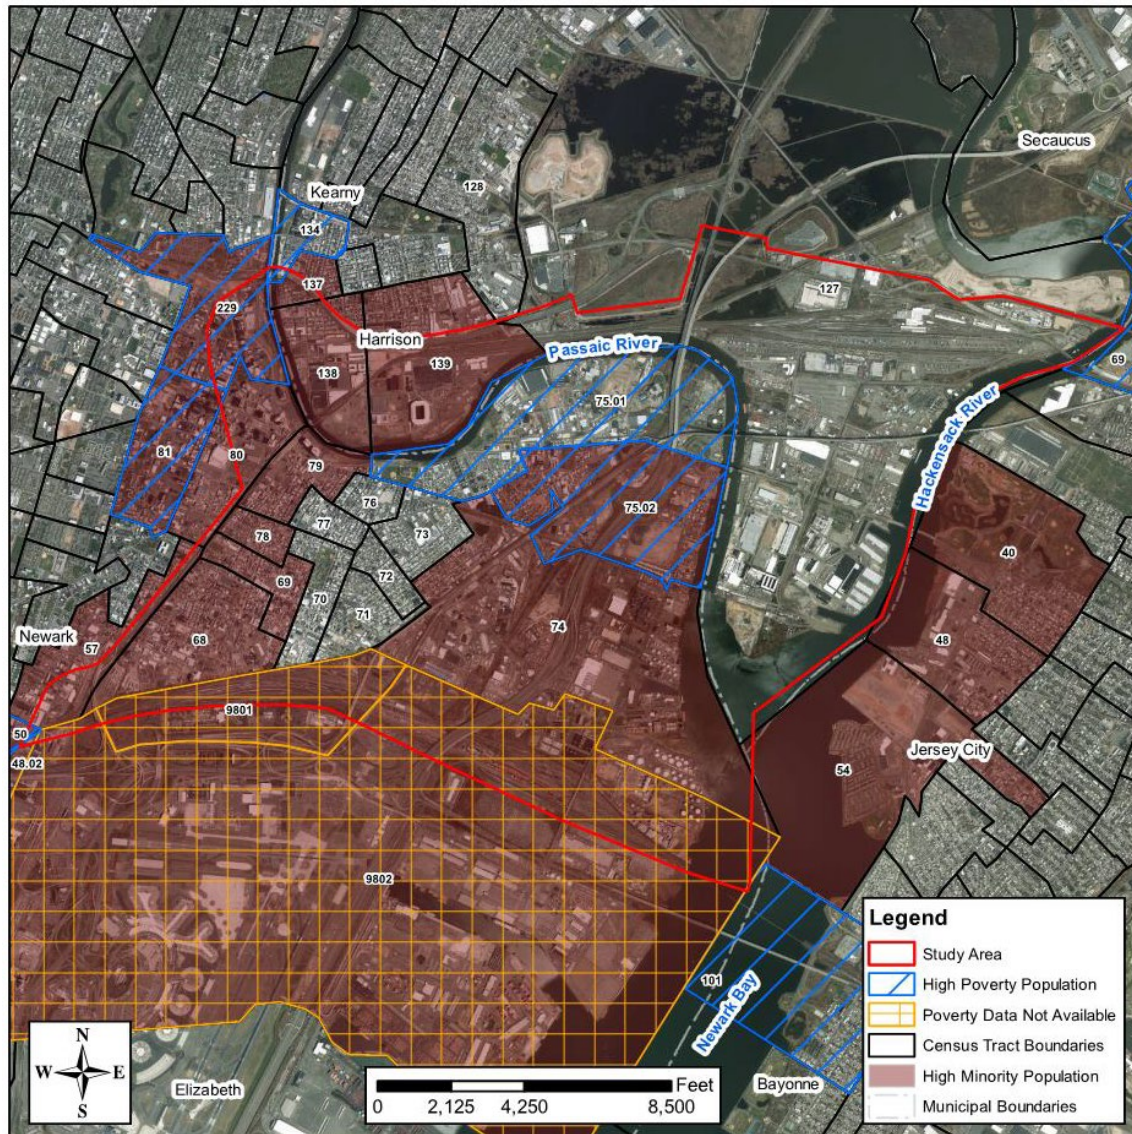 Secaucus
128
Kearny
134
127
137
229
Harrison
Passaic River
139
69
138
75.01
Hackensack River
81
80
79
76
75.02
77
73
78
40
72
69
70
71
74
68
48
Newark
57
9801
50
Jersey City
48.02
54
9802
101
Newark Bay
Elizabeth
Bayonne
Legend
Study Area
High Poverty Population
Poverty Data Not Available
Census Tract Boundaries
High Minority Population
Municipal Boundaries
N
W E
S
Feet
0 2,125 4,250 8,500